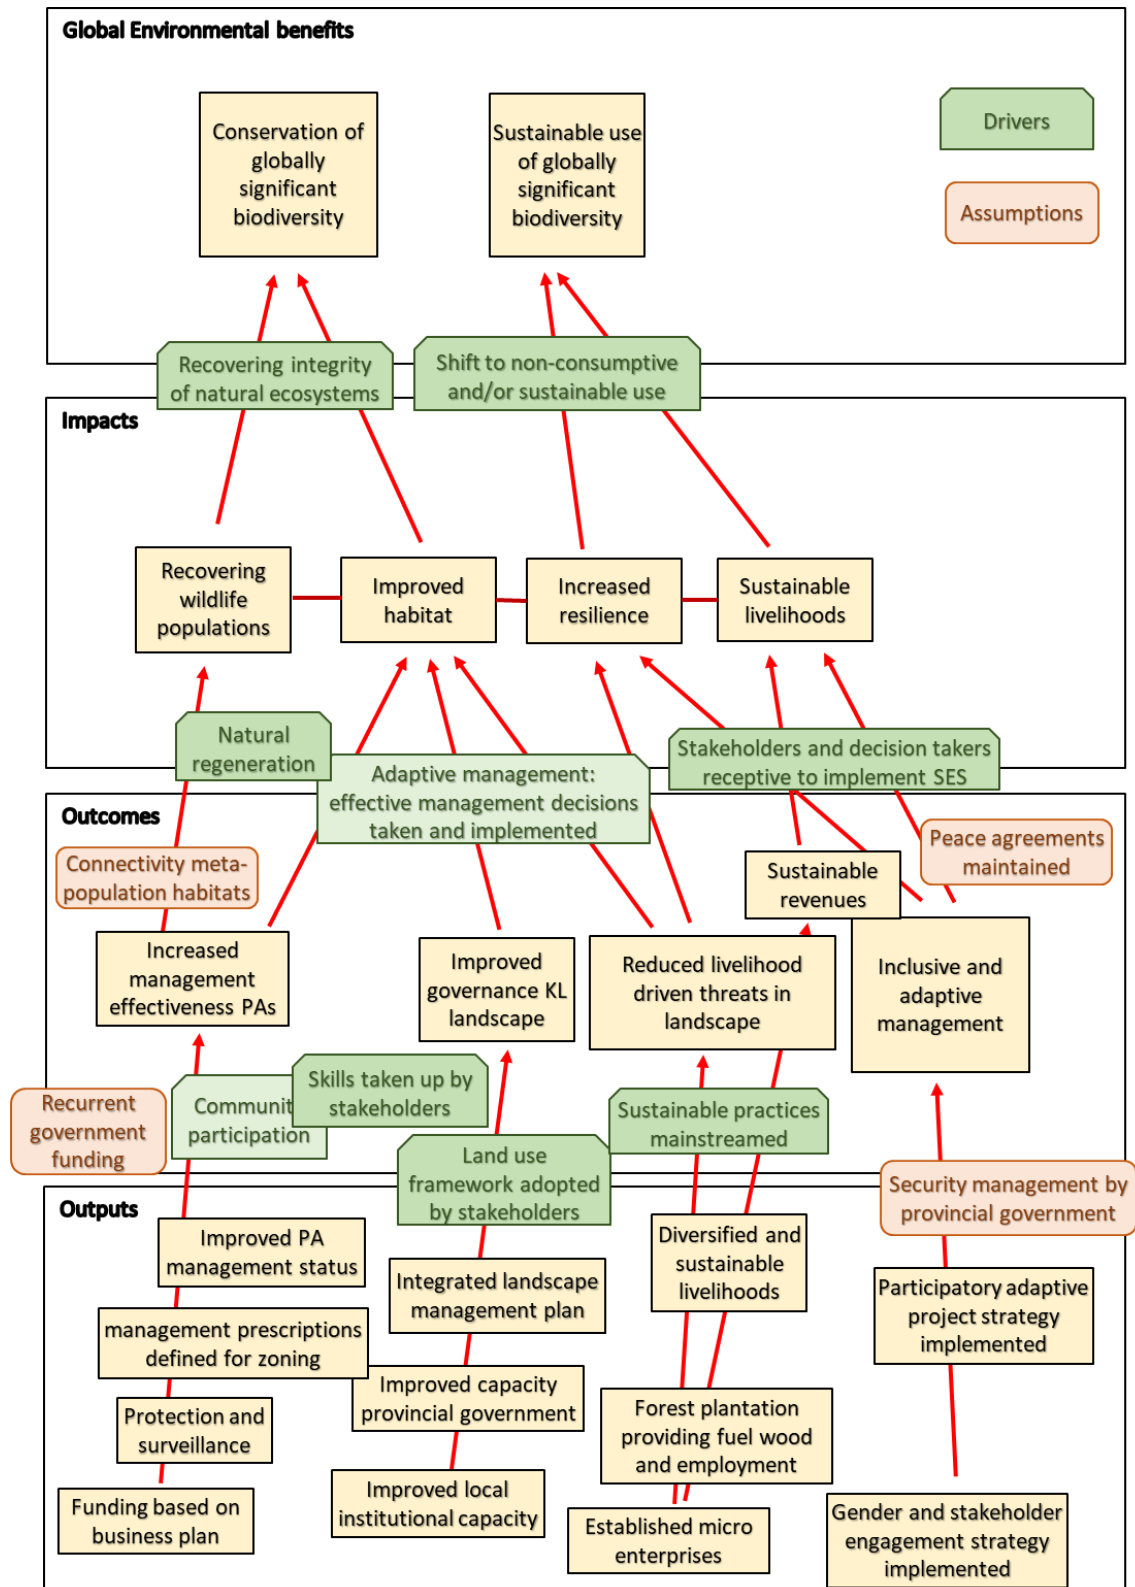 Global Environmental benefits
Conservation of
globally
significant
biodiversity
Sustainable use
of globally
significant
biodiversity
Drivers
Assumptions
Recovering integrity
of natural ecosystems
Shift to non-consumptive
and/or sustainable use
Impacts
Recovering
wildlife
populations
Improved
habitat
Increased
resilience
Sustainable
livelihoods
Natural
regeneration
Adaptive management:
effective management decisions
taken and implemented
Stakeholders and decision takers
receptive to implement SES
Outcomes
Connectivity meta-
population habitats
Peace agreements
maintained
Sustainable
revenues
Increased
management
effectiveness PAs
Improved
governance KL
landscape
Reduced livelihood
driven threats in
landscape
Inclusive and
adaptive
management
Recurrent
government
funding
Communit
participation
Skills taken up by
stakeholders
Sustainable practices
mainstreamed
Land use
framework adopted
by stakeholders
Security management by
provincial government
Outputs
Improved PA
management status
management prescriptions
defined for zoning
Protection and
surveillance
Funding based on
business plan
Integrated landscape
management plan
Improved capacity
provincial government
Improved local
institutional capacity
Diversified and
sustainable
livelihoods
Forest plantation
providing fuel wood
and employment
Established micro
enterprises
Participatory adaptive
project strategy
implemented
Gender and stakeholder
engagement strategy
implemented